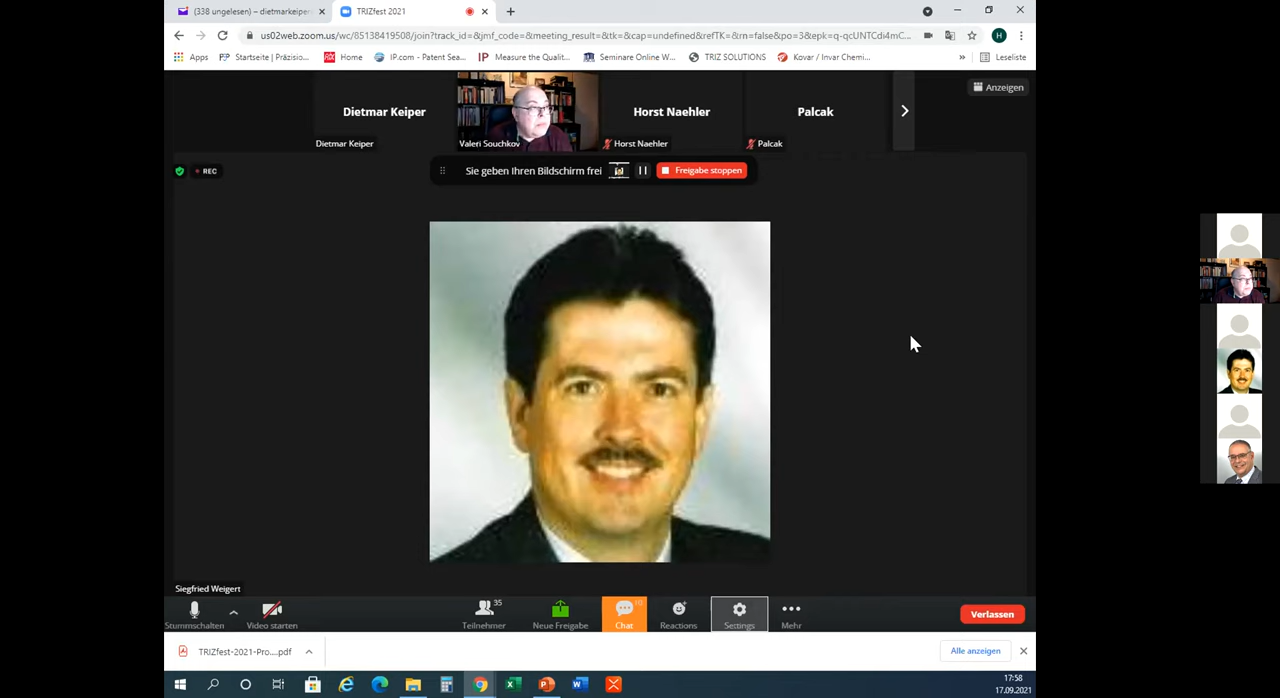 (338 ungelesen) – dietmarkeiper
TRIZfest 2021
us02web.zoom.us/wc/85138419508/join?track_id=&jmf_code=&meeting_result=&tk=&cap=undefined&refTK=&rn=false&po=3&epk=q-qcUNTCdi4mC...
Apps
Startseite | Präzisio...
Home
IP.com - Patent Sea...
Measure the Qualit...
Seminare Online W...
TRIZ SOLUTIONS
Kovar / Invar Chemi...
»
Leseliste
Anzeigen
Dietmar Keiper
Horst Naehler
Palcak
Dietmar Keiper
Valeri Souchkov
Horst Naehler
Palcak
REC
Sie geben Ihren Bildschirm frei
Freigabe stoppen
Siegfried Weigert
35
Stummschalten
Video starten
Teilnehmer
Neue Freigabe
Chat
Reactions
Settings
Mehr
Verlassen
TRIZfest-2021-Pro....pdf
Alle anzeigen
17:58
17.09.2021